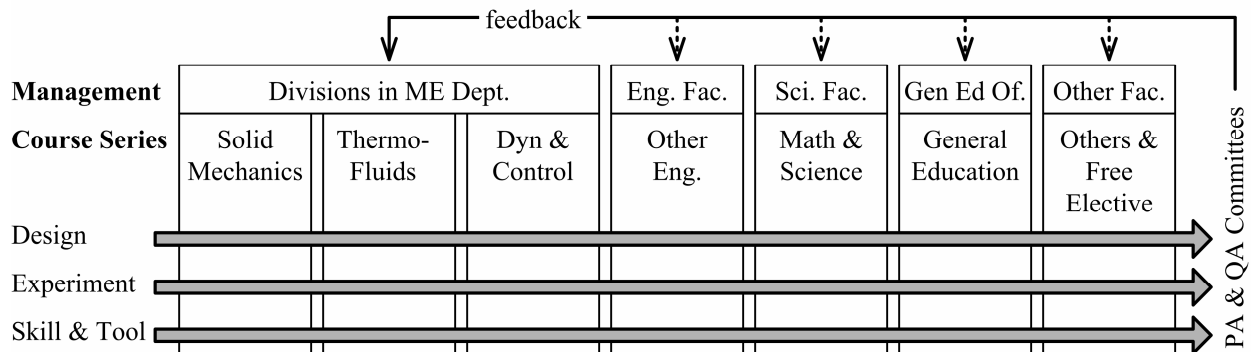 feedback
Management Divisions in ME Dept. Eng. Fac. Sci. Fac. Gen Ed Of. Other Fac.
Course Series Solid Thermo- Dyn & Other Math & General Others &
Mechanics Fluids Control Eng. Science Education Free
Elective
Design
Experiment
Skill & Tool
PA & QA Committees